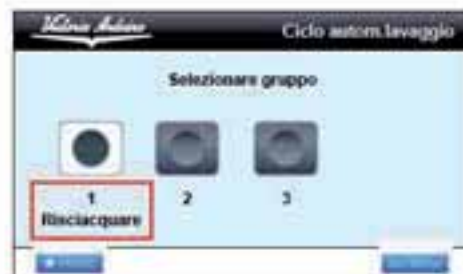 Victoria Arduino
Ciclo autom.lavaggio
Selezionare gruppo
1 2 3
Risciacquare